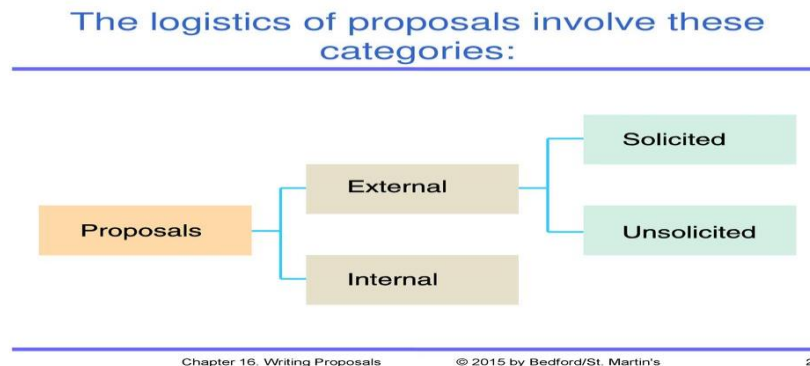 The logistics of proposals involve these
categories:
Solicited
External
Proposals
Unsolicited
Internal
Chapter 16. Writing Proposals © 2015 by Bedford/St. Martin's 2